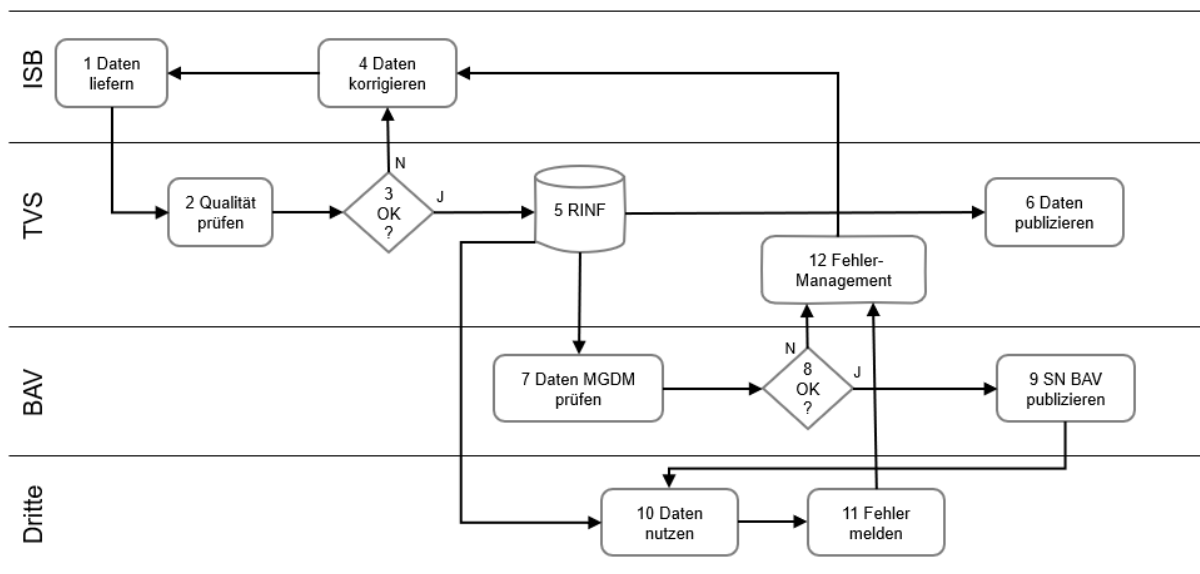 ISB
1 Daten
liefern
4 Daten
korrigieren
TVS
2 Qualität
prüfen
3
OK
?
N
J
5 RINF
6 Daten
publizieren
12 Fehler-
Management
BAV
7 Daten MGDM
prüfen
N
8
OK
?
J
9 SN BAV
publizieren
Dritte
10 Daten
nutzen
11 Fehler
melden